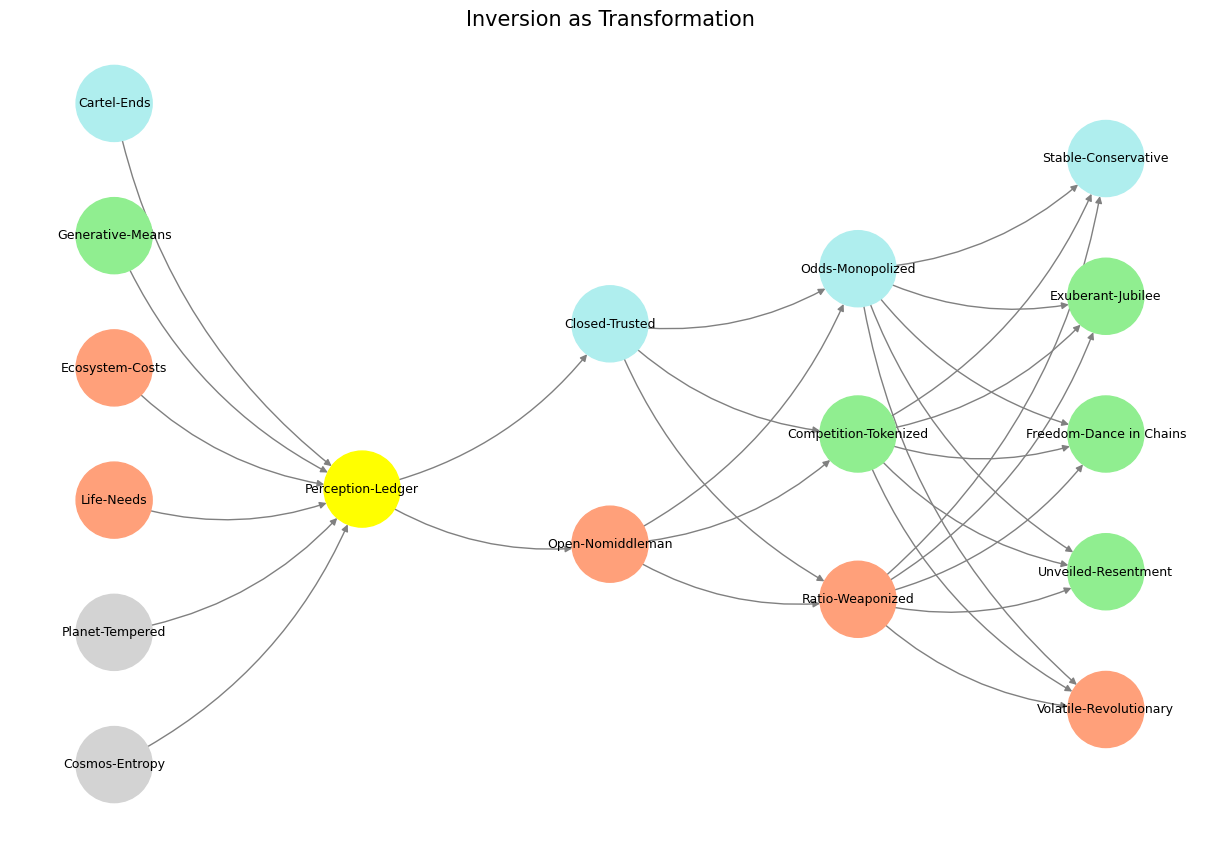 Inversion as Transformation
Cartel-Ends
Generative-Means
Ecosystem-Costs
Life-Needs
Planet-Tempered
Cosmos-Entropy
Perception-Ledger
Closed-Trusted
Open-Nomiddleman
Odds-Monopolized
Competition-Tokenized
Ratio-Weaponized
Stable-Conservative
Exuberant-Jubilee
Freedom-Dance in Chains
Unveiled-Resentment
Volatile-Revolutionary